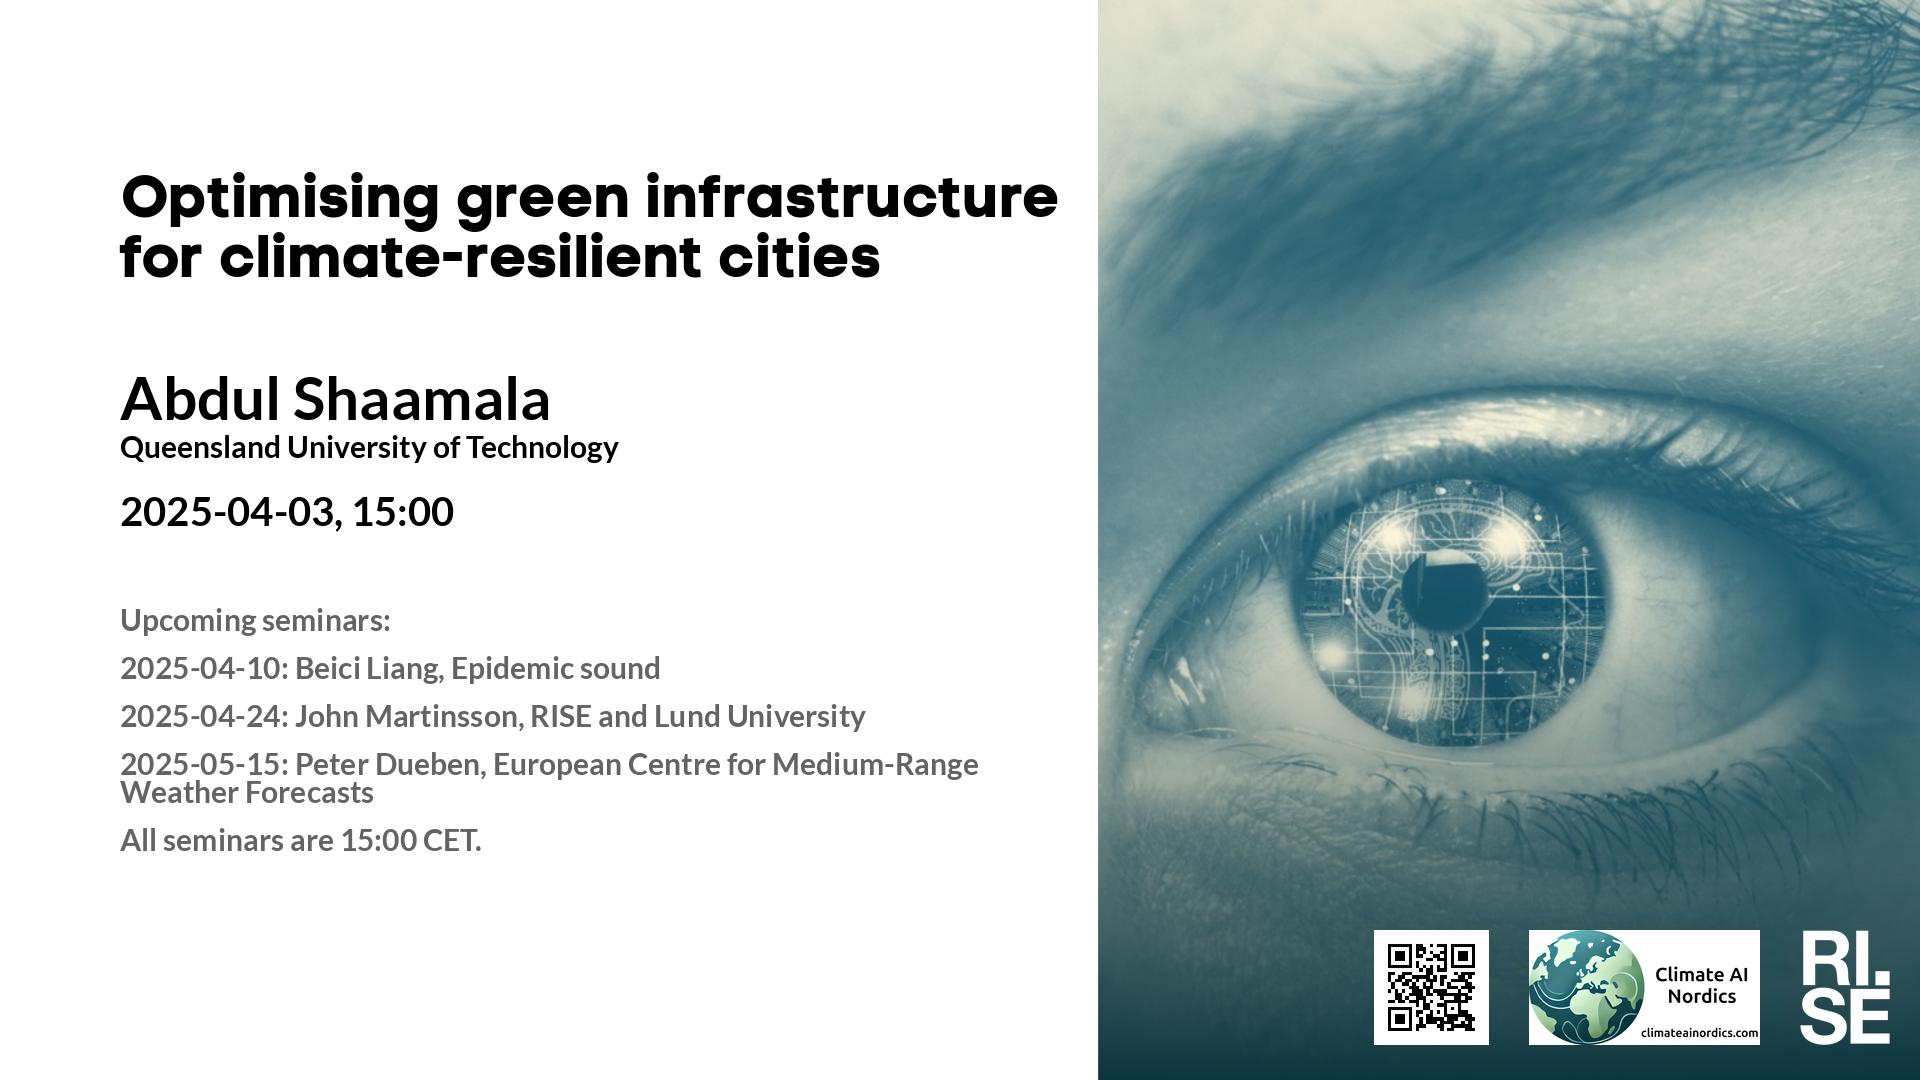 Optimising green infrastructure
for climate-resilient cities
Abdul Shaamala
Queensland University of Technology
2025-04-03, 15:00
Upcoming seminars:
2025-04-10: Beici Liang, Epidemic sound
2025-04-24: John Martinsson, RISE and Lund University
2025-05-15: Peter Dueben, European Centre for Medium-Range
Weather Forecasts
All seminars are 15:00 CET.
Climate AI
Nordics
climateainordics.com
RI.
SE